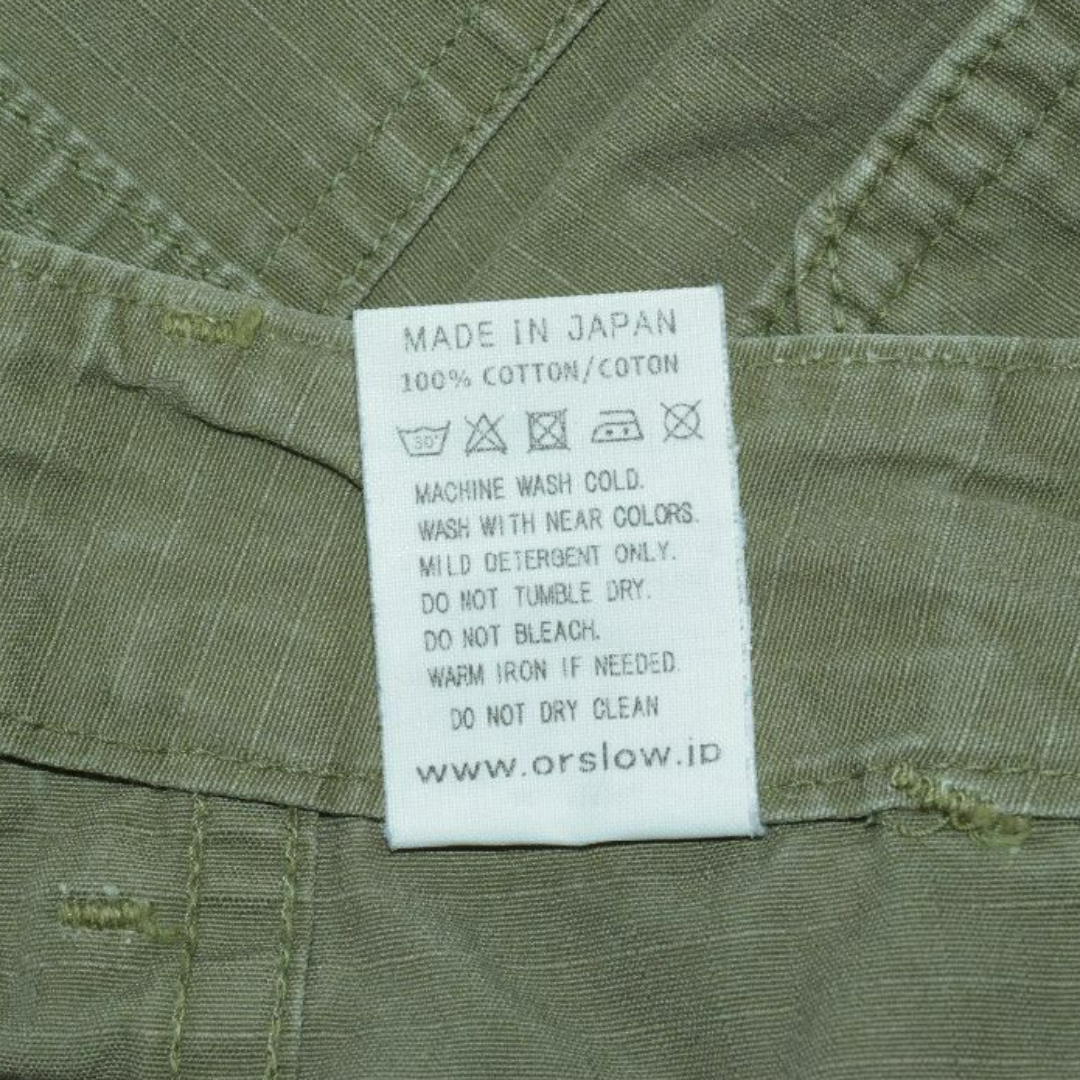 MADE IN JAPAN
100% COTTON/COTON
30°
MACHINE WASH COLD.
WASH WITH NEAR COLORS.
MILD DETERGENT ONLY.
DO NOT TUMBLE DRY.
DO NOT BLEACH.
WARM IRON IF NEEDED.
DO NOT DRY CLEAN
www.orslow.jp